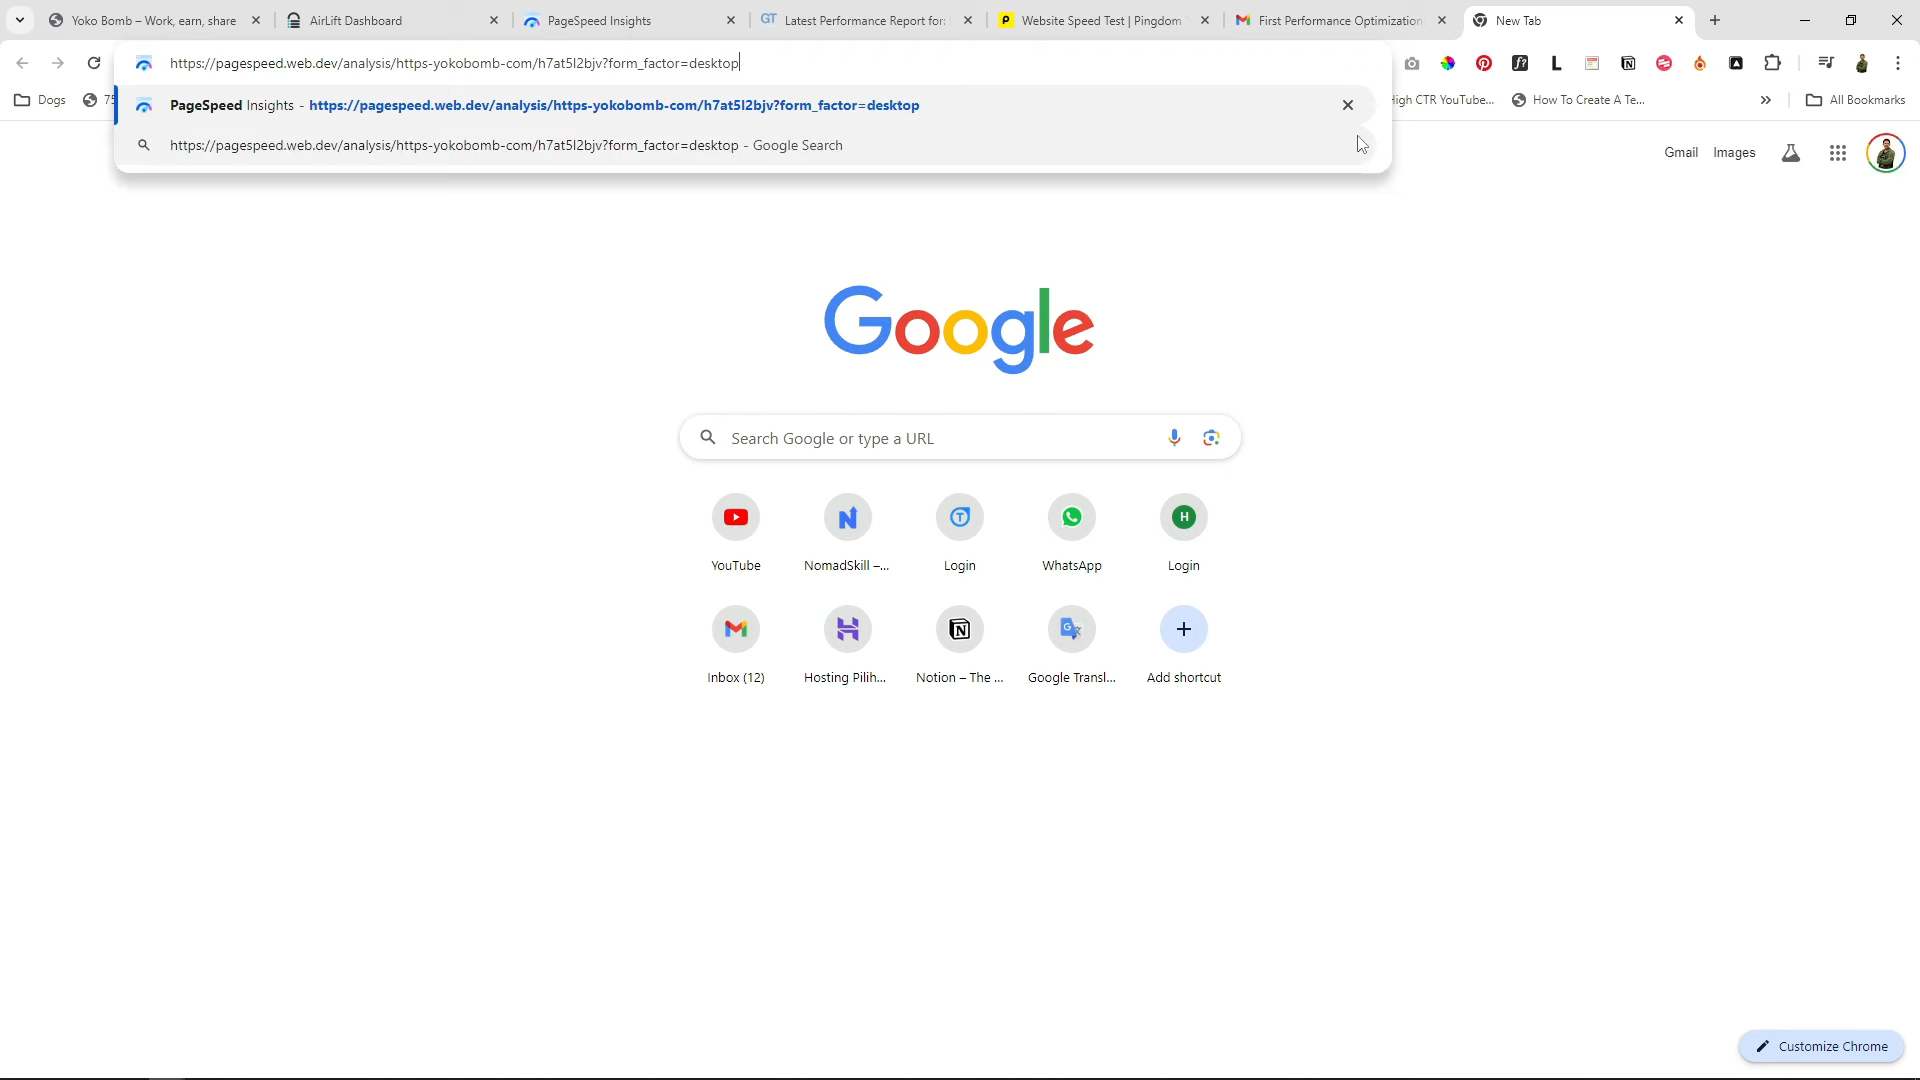 Yoko Bomb – Work, earn, share
AirLift Dashboard
PageSpeed Insights
GT Latest Performance Report for:
P Website Speed Test | Pingdom
First Performance Optimization
New Tab
https://pagespeed.web.dev/analysis/https-yokobomb-com/h7at5l2bjv?form_factor=desktop
Dogs
75
PageSpeed Insights - https://pagespeed.web.dev/analysis/https-yokobomb-com/h7at5l2bjv?form_factor=desktop
High CTR YouTube...
How To Create A Te...
All Bookmarks
https://pagespeed.web.dev/analysis/https-yokobomb-com/h7at5l2bjv?form_factor=desktop - Google Search
Gmail
Images
Google
Search Google or type a URL
YouTube
NomadSkill –...
Login
WhatsApp
Login
Inbox (12)
Hosting Pilih...
Notion – The ...
Google Transl...
Add shortcut
Customize Chrome